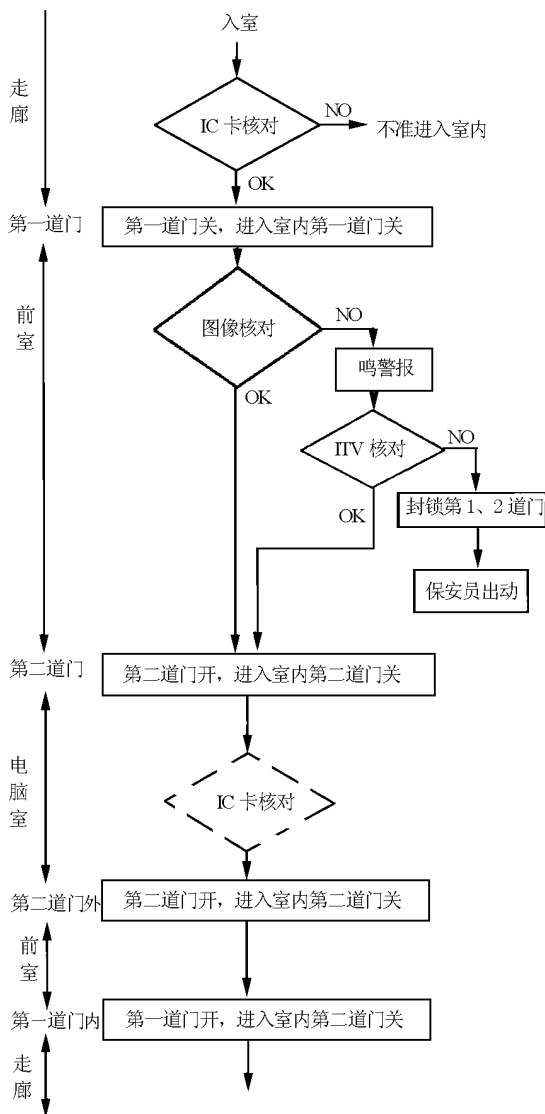 入室
走廊
IC 卡核对
NO
不准进入室内
OK
第一道门
第一道门关，进入室内第一道门关
前室
图像核对
NO
鸣警报
OK
ITV 核对
NO
OK
封锁第 1、2 道门
保安员出动
第二道门
第二道门开，进入室内第二道门关
电脑室
IC 卡核对
第二道门外
第二道门开，进入室内第二道门关
前室
第一道门内
第一道门开，进入室内第二道门关
走廊